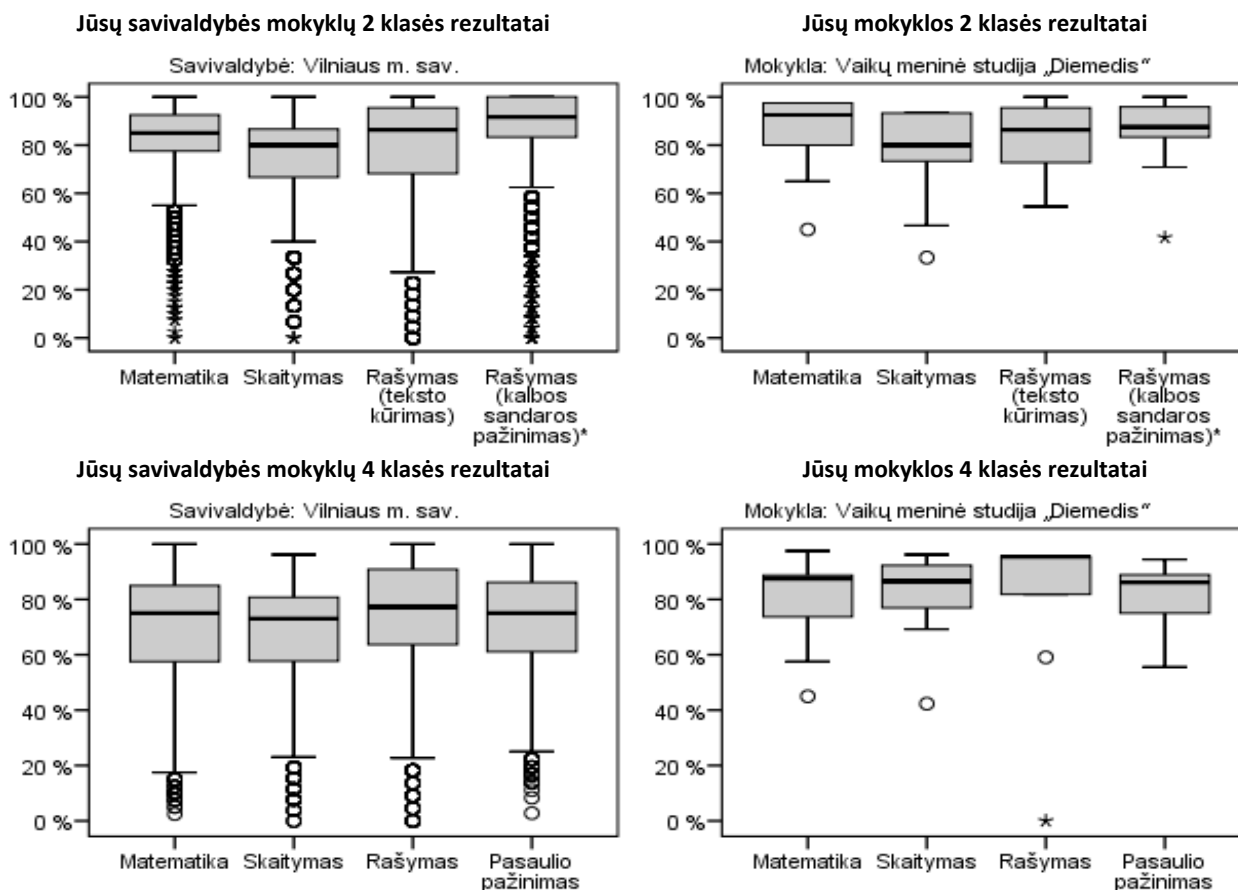 Jūsų savivaldybės mokyklų 2 klasės rezultatai
Savivaldybė: Vilniaus m. sav.
100 %
80 %
60 %
40 %
20 %
0 %
Matematika
Skaitymas
Rašymas
(teksto
kūrimas)
Rašymas
(kalbos
sandaros
pažinimas)*
Jūsų mokyklos 2 klasės rezultatai
Mokykla: Vaikų meninė studija „Diemedis“
100 %
80 %
60 %
40 %
20 %
0 %
Matematika
Skaitymas
Rašymas
(teksto
kūrimas)
Rašymas
(kalbos
sandaros
pažinimas)*
Jūsų savivaldybės mokyklų 4 klasės rezultatai
Savivaldybė: Vilniaus m. sav.
100 %
80 %
60 %
40 %
20 %
0 %
Matematika
Skaitymas
Rašymas
Pasaulio
pažinimas
Jūsų mokyklos 4 klasės rezultatai
Mokykla: Vaikų meninė studija „Diemedis“
100 %
80 %
60 %
40 %
20 %
0 %
Matematika
Skaitymas
Rašymas
Pasaulio
pažinimas